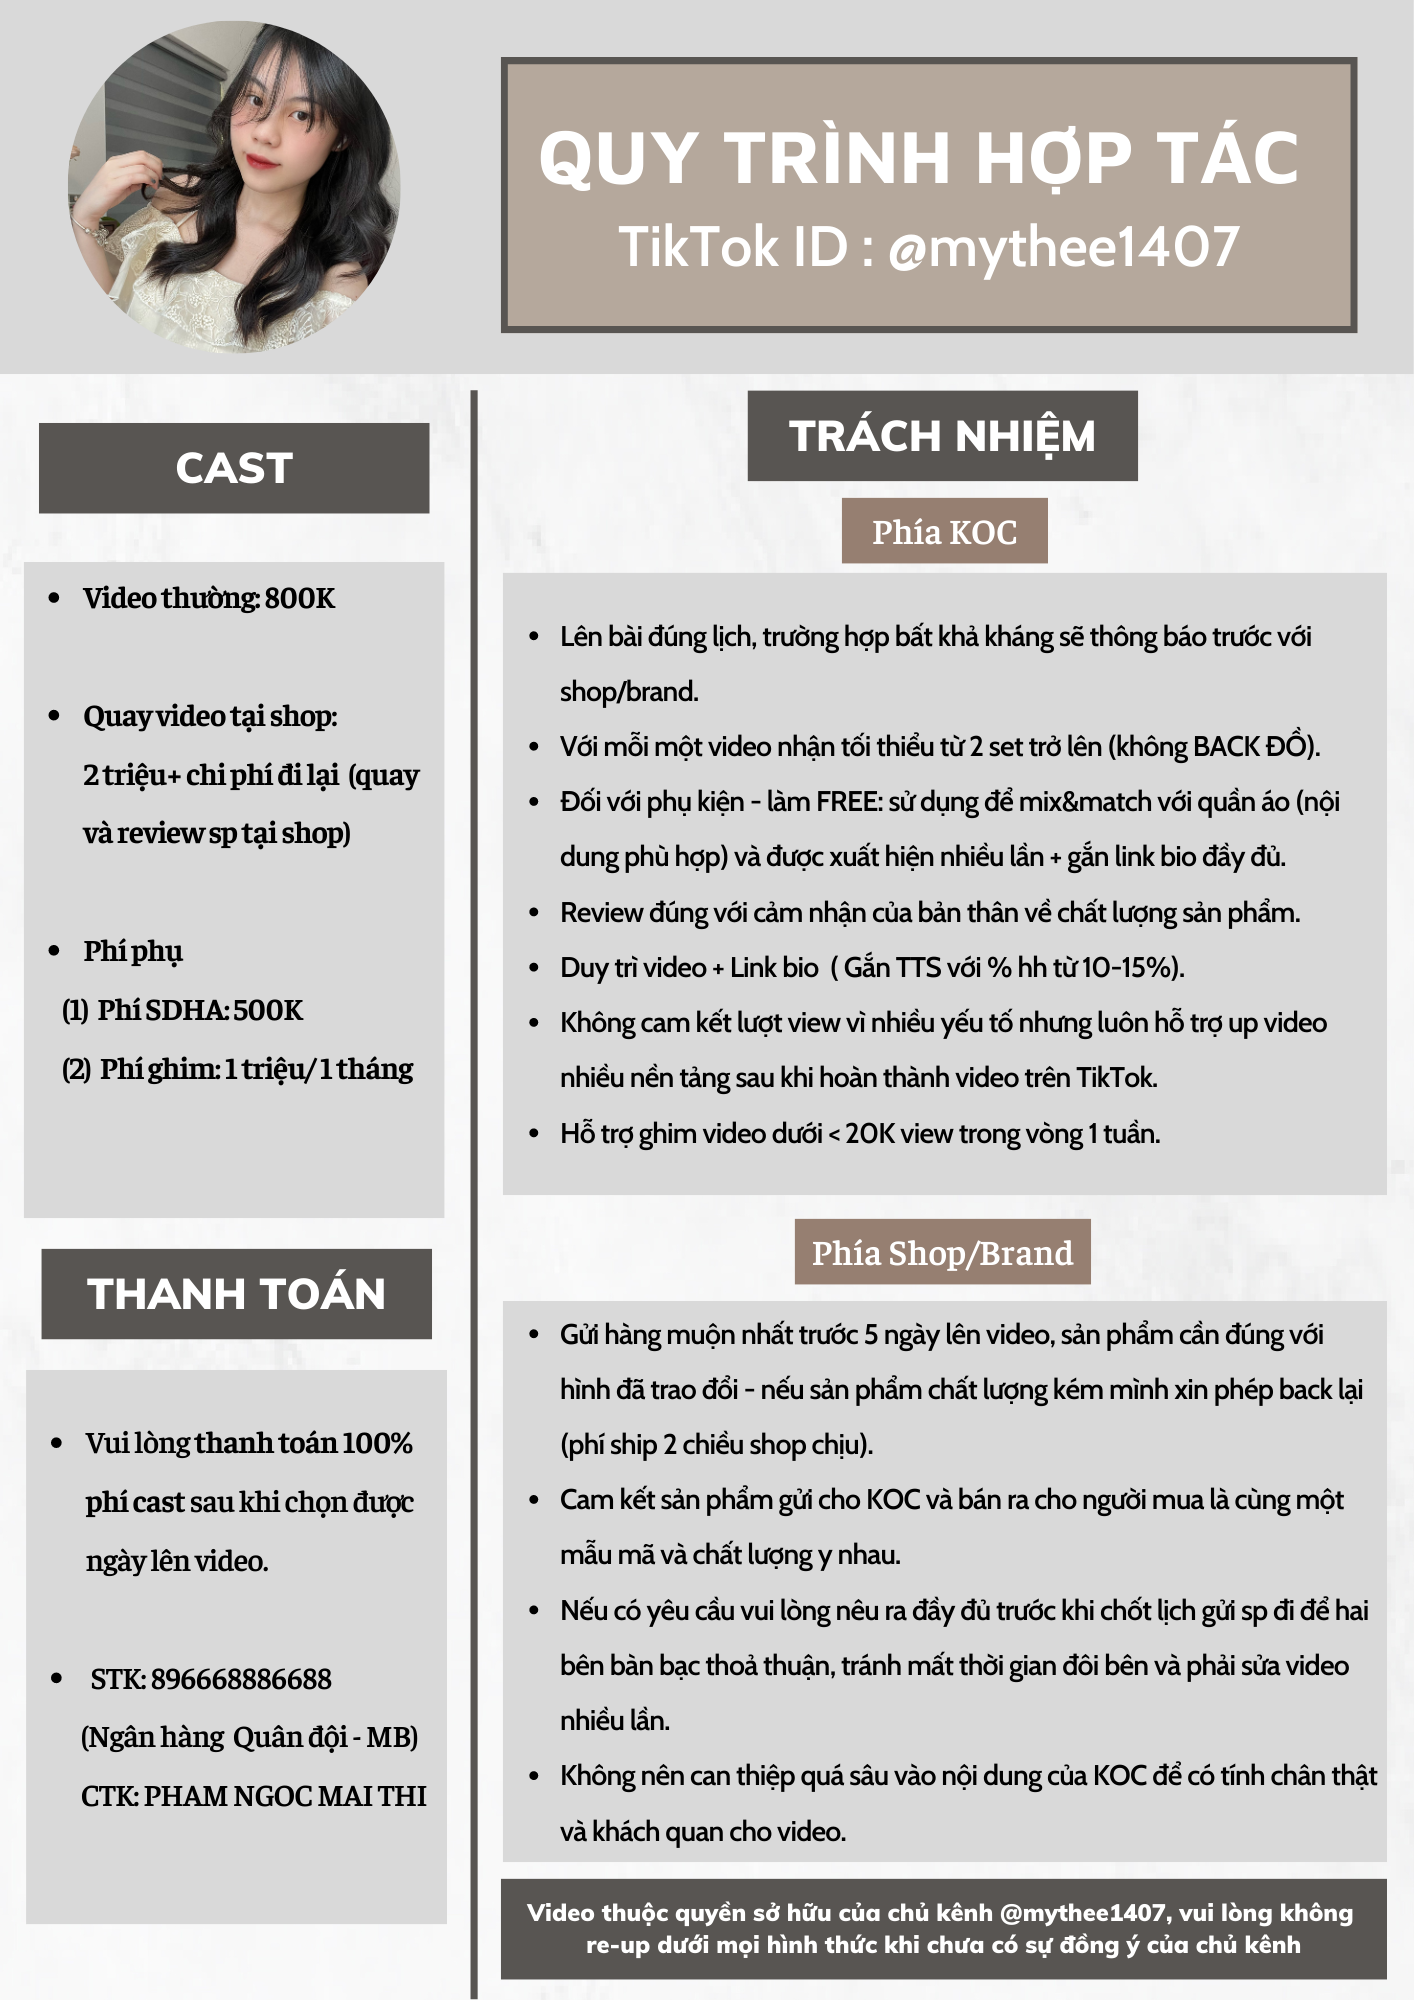 QUY TRÌNH HỢP TÁC
TikTok ID : @mythee1407
CAST
• Video thường: 800K
• Quay video tại shop:
2 triệu+ chi phí đi lại (quay
và review sp tại shop)
• Phí phụ
(1) Phí SDHA: 500K
(2) Phí ghim: 1 triệu/ 1 tháng
THANH TOÁN
• Vui lòng thanh toán 100%
phí cast sau khi chọn được
ngày lên video.
• STK: 896668886688
(Ngân hàng Quân đội - MB)
CTK: PHAM NGOC MAI THI
TRÁCH NHIỆM
Phía KOC
• Lên bài đúng lịch, trường hợp bất khả kháng sẽ thông báo trước với
shop/brand.
• Với mỗi một video nhận tối thiểu từ 2 set trở lên (không BACK ĐỒ).
• Đối với phụ kiện - làm FREE: sử dụng để mix&match với quần áo (nội
dung phù hợp) và được xuất hiện nhiều lần + gắn link bio đầy đủ.
• Review đúng với cảm nhận của bản thân về chất lượng sản phẩm.
• Duy trì video + Link bio ( Gắn TTS với % hh từ 10-15%).
• Không cam kết lượt view vì nhiều yếu tố nhưng luôn hỗ trợ up video
nhiều nền tảng sau khi hoàn thành video trên TikTok.
• Hỗ trợ ghim video dưới < 20K view trong vòng 1 tuần.
Phía Shop/Brand
• Gửi hàng muộn nhất trước 5 ngày lên video, sản phẩm cần đúng với
hình đã trao đổi - nếu sản phẩm chất lượng kém mình xin phép back lại
(phí ship 2 chiều shop chịu).
• Cam kết sản phẩm gửi cho KOC và bán ra cho người mua là cùng một
mẫu mã và chất lượng y nhau.
• Nếu có yêu cầu vui lòng nêu ra đầy đủ trước khi chốt lịch gửi sp đi để hai
bên bàn bạc thoả thuận, tránh mất thời gian đôi bên và phải sửa video
nhiều lần.
• Không nên can thiệp quá sâu vào nội dung của KOC để có tính chân thật
và khách quan cho video.
Video thuộc quyền sở hữu của chủ kênh @mythee1407, vui lòng không
re-up dưới mọi hình thức khi chưa có sự đồng ý của chủ kênh